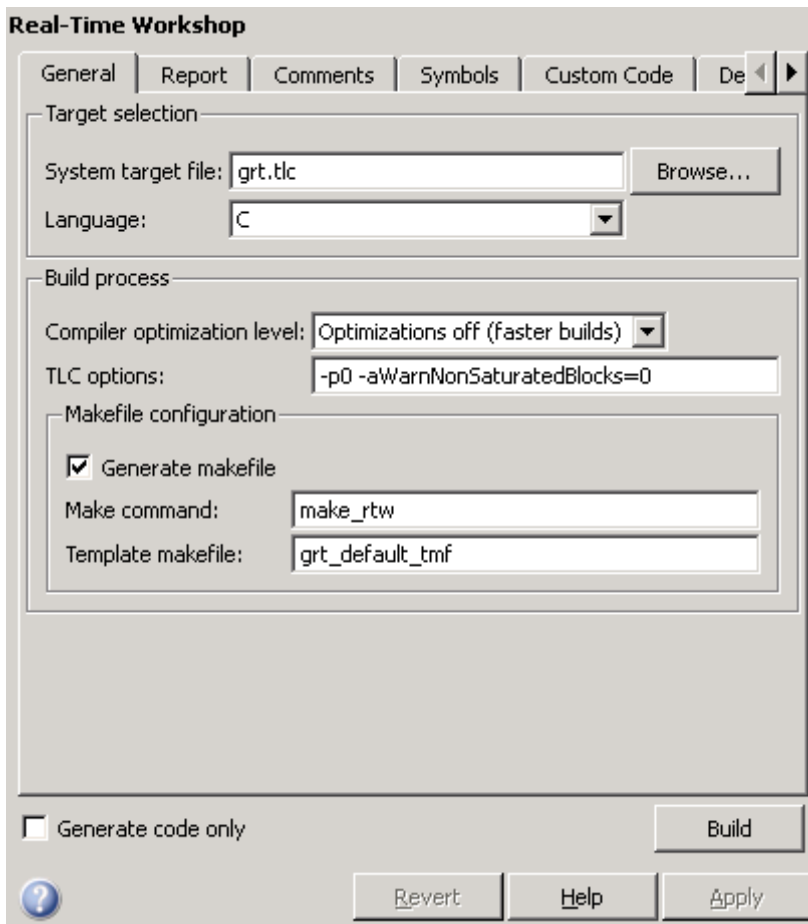 Real-Time Workshop
General Report Comments Symbols Custom Code De
Target selection
System target file: grt.tlc Browse...
Language: C
Build process
Compiler optimization level: Optimizations off (faster builds)
TLC options: -p0 -aWarnNonSaturatedBlocks=0
Makefile configuration
Generate makefile
Make command: make_rtw
Template makefile: grt_default_tmf
Generate code only Build
Revert Help Apply